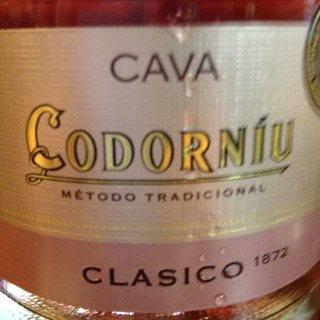 CAVA
CODORNÍU
MÉTODO TRADICIONAL
CLASICO 1872